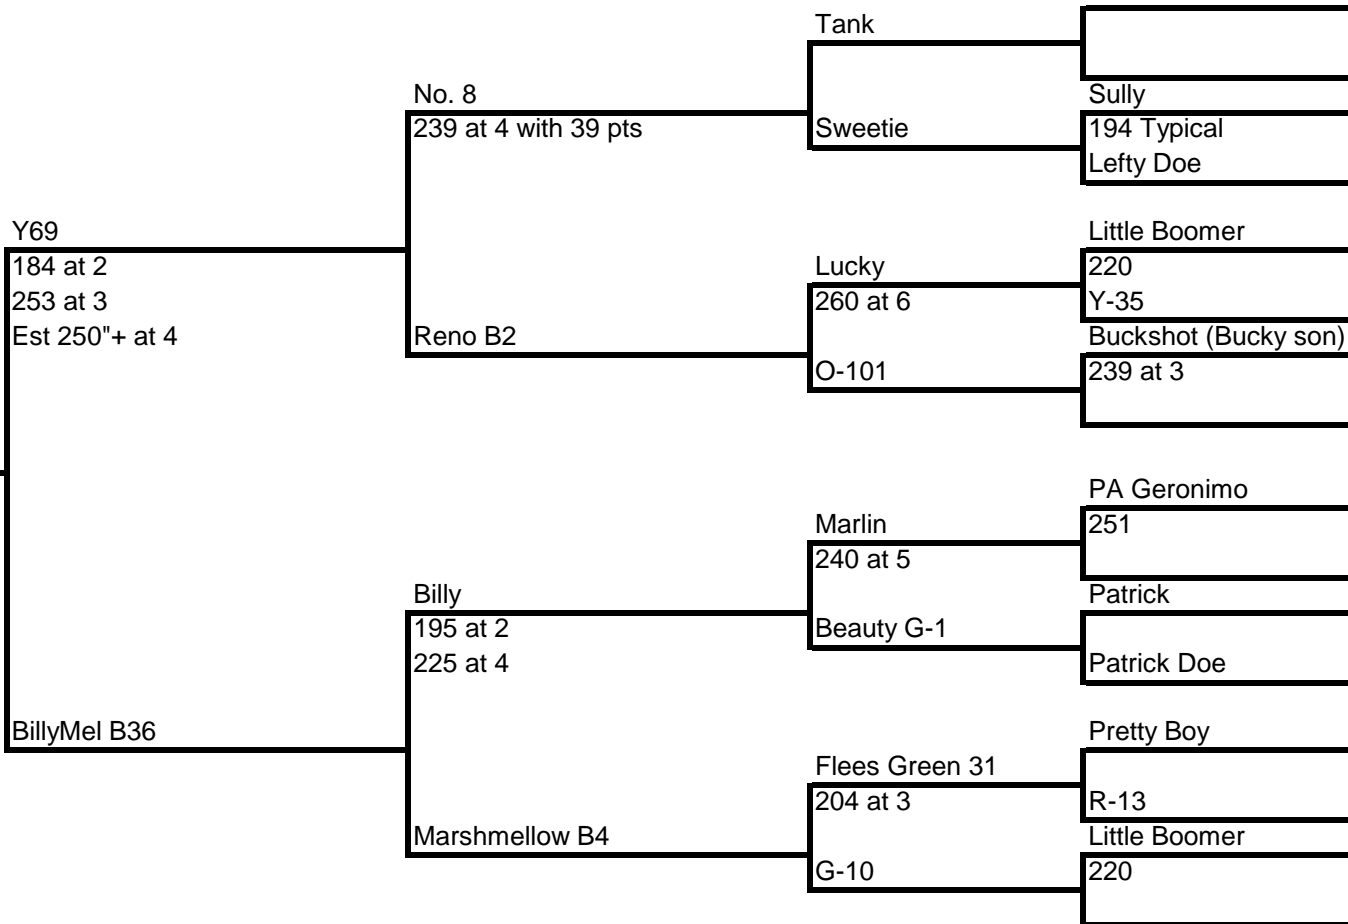 Tank
No. 8
239 at 4 with 39 pts
Sully
Sweetie
194 Typical
Lefty Doe
Y69
184 at 2
253 at 3
Est 250"+ at 4
Little Boomer
Lucky
220
260 at 6
Y-35
Reno B2
Buckshot (Bucky son)
O-101
239 at 3
PA Geronimo
Marlin
251
240 at 5
Billy
Patrick
195 at 2
Beauty G-1
225 at 4
Patrick Doe
BillyMel B36
Pretty Boy
Flees Green 31
204 at 3
R-13
Marshmellow B4
Little Boomer
G-10
220